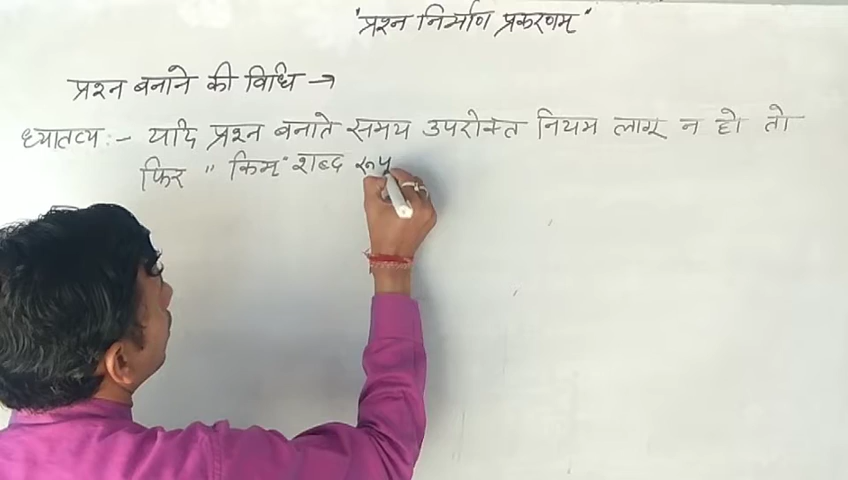 "प्रश्न निर्माण प्रकरणम्"
प्रश्न बनाने की विधि →
ध्यातव्य:- यदि प्रश्न बनाते समय उपरोक्त नियम लागू न हो तो
फिर "किम्" शब्द रूप